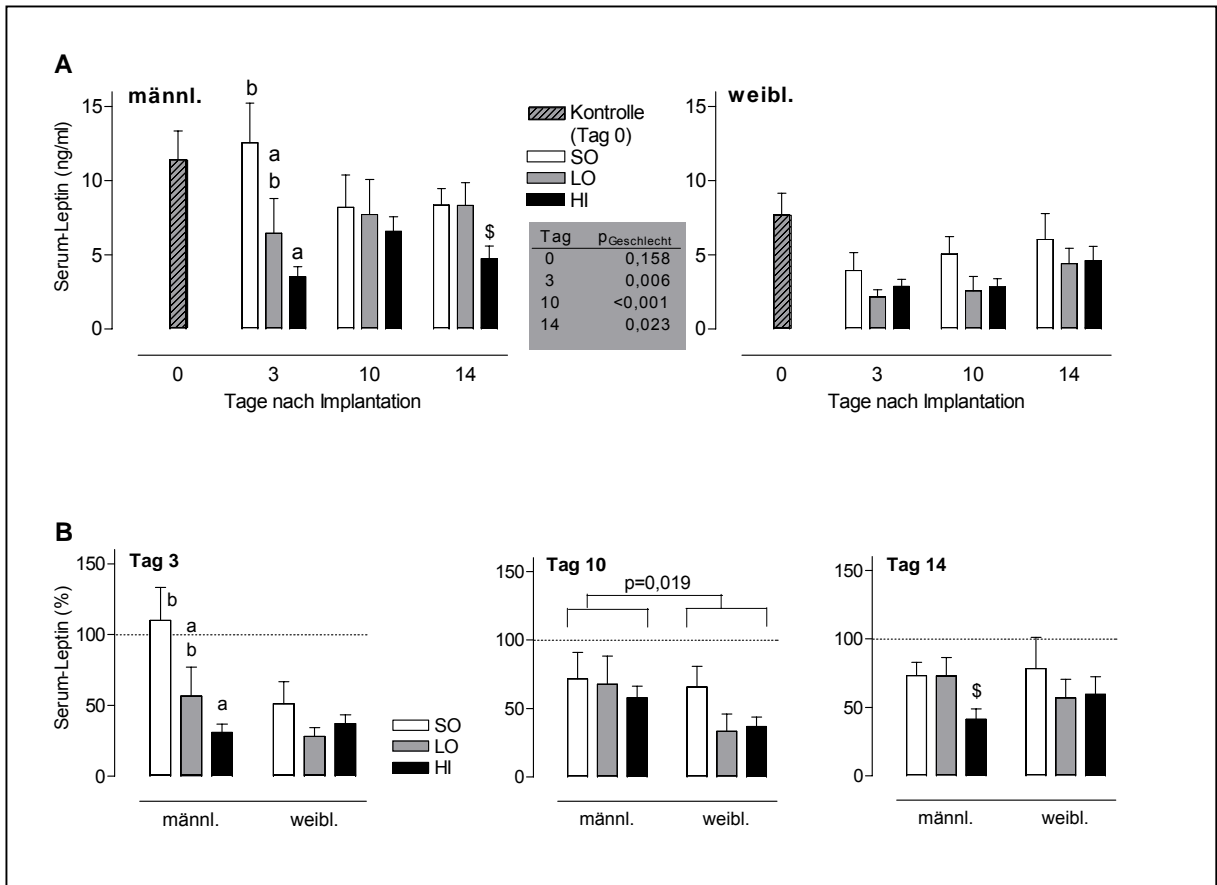 A
männl.
b
a
b
a
$
15
10
5
0
Serum-Leptin (ng/ml)
0 3 10 14
Tage nach Implantation
Kontrolle
(Tag 0)
SO
LO
HI
Tag pGeschlecht
0 0,158
3 0,006
10 <0,001
14 0,023
weibl.
15
10
5
0
0 3 10 14
Tage nach Implantation
B
Tag 3
150
100
50
0
Serum-Leptin (%)
b
a
b
a
SO
LO
HI
männl. weibl.
Tag 10
150
100
50
0
p=0,019
männl. weibl.
Tag 14
150
100
50
0
$
männl. weibl.